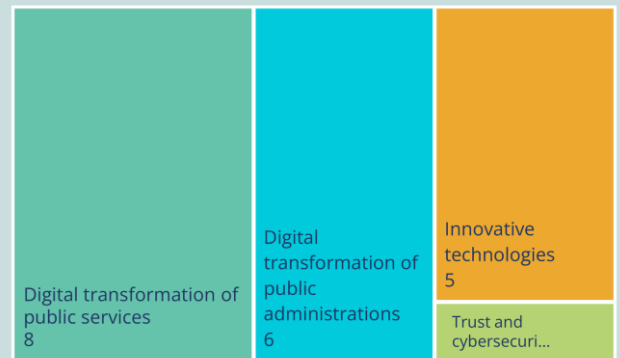 Digital transformation of
public services
8
Digital
transformation of
public
administrations
6
Innovative
technologies
5
Trust and
cybersecuri...